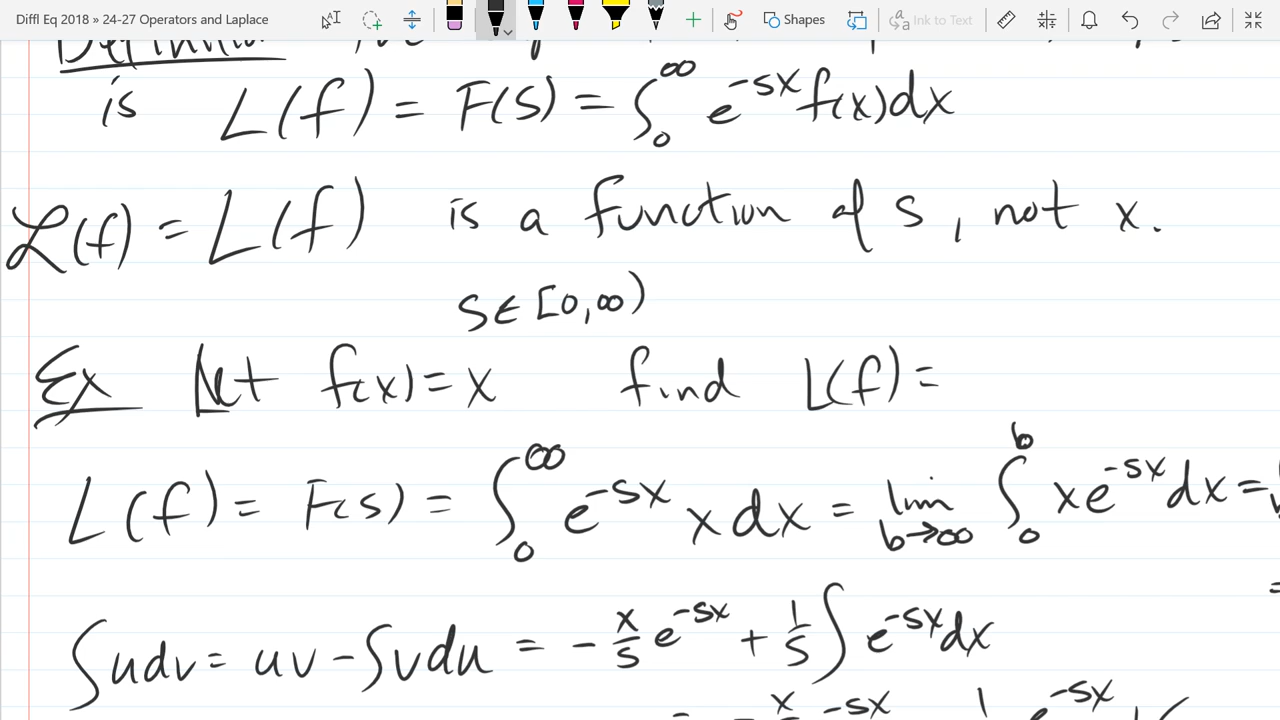 Diffl Eq 2018 » 24-27 Operators and Laplace
Shapes
Ink to Text
Definition
is L(f) = F(s) = ∫₀^∞ e^{-sx} f(x)dx
ℒ(f) = L(f) is a function of s, not x.
s ∈ [0,∞)
Ex Let f(x) = x find L(f) =
L(f) = F(s) = ∫₀^∞ e^{-sx} x dx = lim_{b→∞} ∫₀^b xe^{-sx} dx =
=
∫udv = uv - ∫vdu = - x/s e^{-sx} + 1/s ∫ e^{-sx} dx